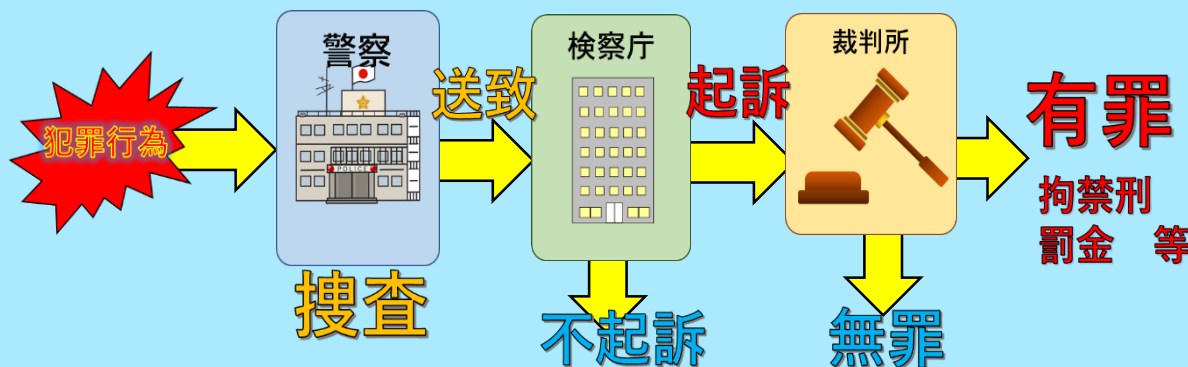 犯罪行為
警察
POLICE
捜査
送致
検察庁
不起訴
起訴
裁判所
無罪
有罪
拘禁刑
罰金　等